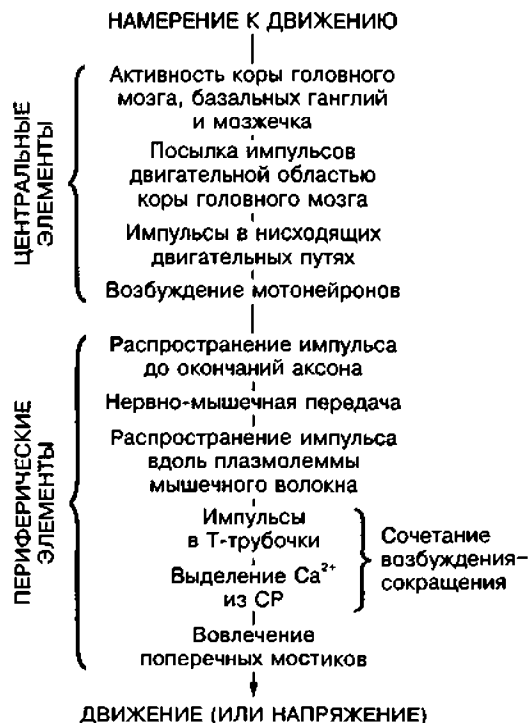 НАМЕРЕНИЕ К ДВИЖЕНИЮ
ЦЕНТРАЛЬНЫЕ
ЭЛЕМЕНТЫ
Активность коры головного
мозга, базальных ганглий
и мозжечка
Посылка импульсов
двигательной областью
коры головного мозга
Импульсы в нисходящих
двигательных путях
Возбуждение мотонейронов
ПЕРИФЕРИЧЕСКИЕ
ЭЛЕМЕНТЫ
Распространение импульса
до окончаний аксона
Нервно-мышечная передача
Распространение импульса
вдоль плазмолеммы
мышечного волокна
Импульсы
в Т-трубочки
Выделение Ca²⁺
из СР
Сочетание
возбуждения–
сокращения
Вовлечение
поперечных мостиков
ДВИЖЕНИЕ (ИЛИ НАПРЯЖЕНИЕ)